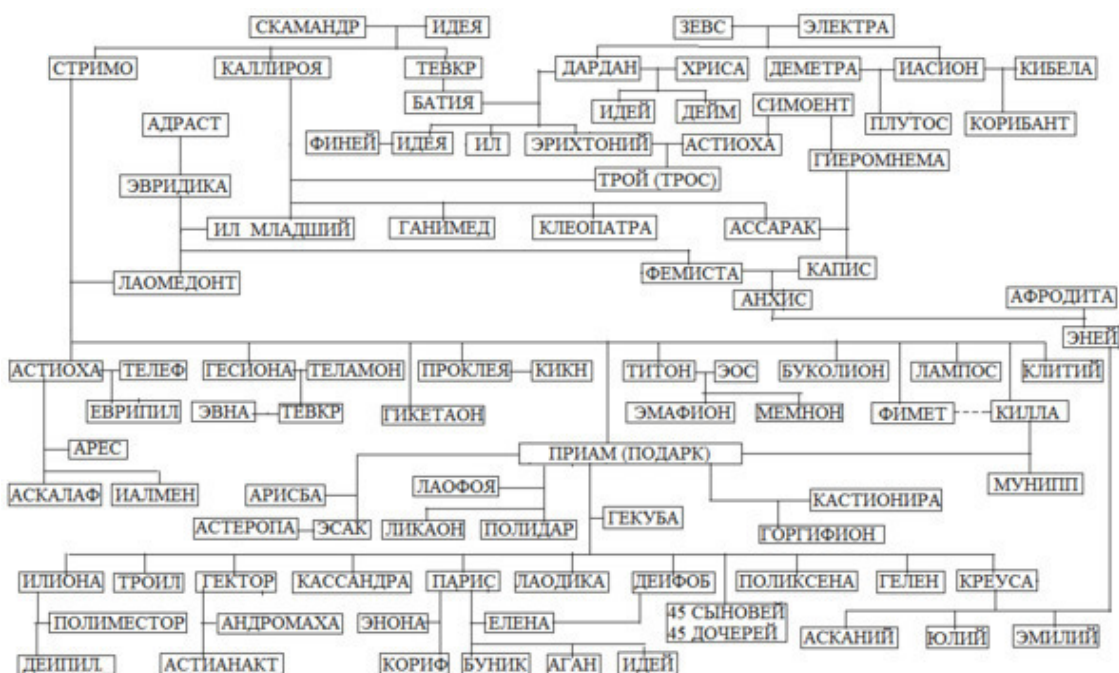 СКАМАНДР ИДЕЯ ЗЕВС ЭЛЕКТРА
СТРИМО КАЛЛИРОЯ ТЕВКР ДАРДАН ХРИСА ДЕМЕТРА ИАСИОН КИБЕЛА
БАТИЯ ИДЕЙ ДЕЙМ СИМОЕНТ ПЛУТОС КОРИБАНТ
АДРАСТ
ФИНЕЙ ИДЕЯ ИЛ ЭРИХТОНИЙ АСТИОХА ГИЕРОМНЕМА
ЭВРИДИКА ТРОЙ (ТРОС)
ИЛ МЛАДШИЙ ГАНИМЕД КЛЕОПАТРА АССАРАК
ЛАОМЕДОНТ ФЕМИСТА КАПИС
АНХИС АФРОДИТА
ЭНЕЙ
АСТИОХА ТЕЛЕФ ГЕСИОНА ТЕЛАМОН ПРОКЛЕЯ КИКН ТИТОН ЭОС БУКОЛИОН ЛАМПОС КЛИТИЙ
ЕВРИПИЛ ЭВНА ТЕВКР ГИКЕТАОН ЭМАФИОН МЕМНОН ФИМЕТ КИЛЛА
АРЕС ПРИАМ (ПОДАРК)
АСКАЛАФ ИАЛМЕН АРИСБА ЛАОФОЯ МУНИПП
КАСТИОНИРА
АСТЕРОПА ЭСАК ЛИКАОН ПОЛИДАР ГЕКУБА ГОРГИФИОН
ИЛИОНА ТРОИЛ ГЕКТОР КАССАНДРА ПАРИС ЛАОДИКА ДЕИФОБ ПОЛИКСЕНА ГЕЛЕН КРЕУСА
ПОЛИМЕСТОР АНДРОМАХА ЭНОНА ЕЛЕНА 45 СЫНОВЕЙ
45 ДОЧЕРЕЙ АСКАНИЙ ЮЛИЙ ЭМИЛИЙ
ДЕИПИЛ. АСТИАНАКТ КОРИФ БУНИК АГАН ИДЕЙ